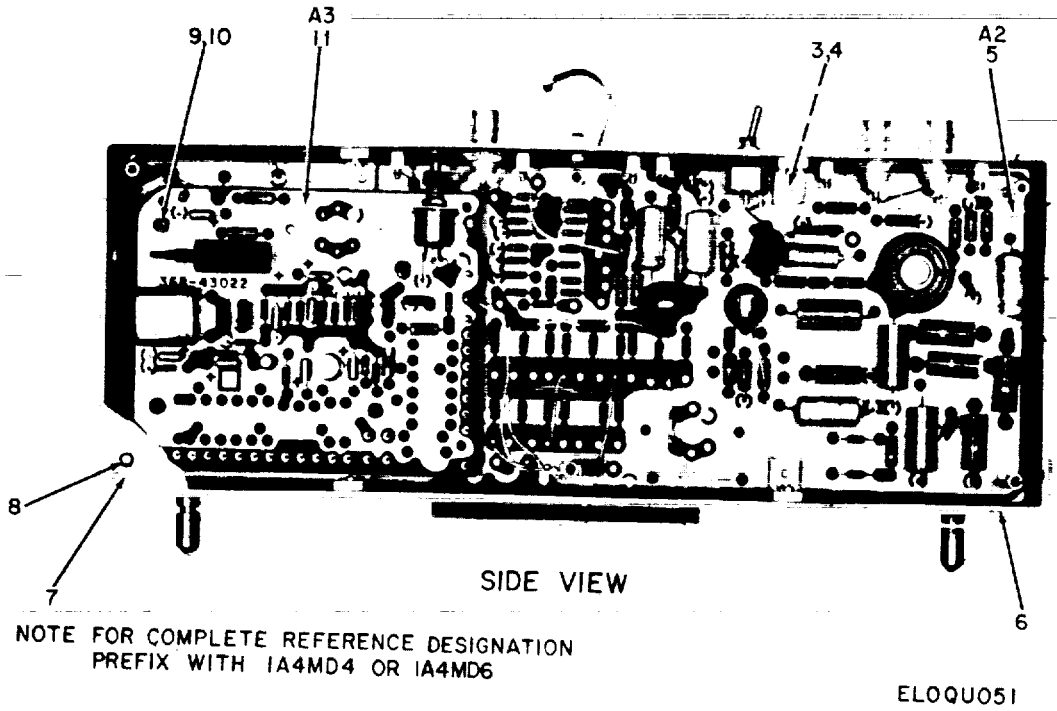 A3
11
9,10
3,4
A2
5
36B-43022
8
7
6
SIDE VIEW
NOTE FOR COMPLETE REFERENCE DESIGNATION
PREFIX WITH 1A4MD4 OR 1A4MD6
ELOQU051